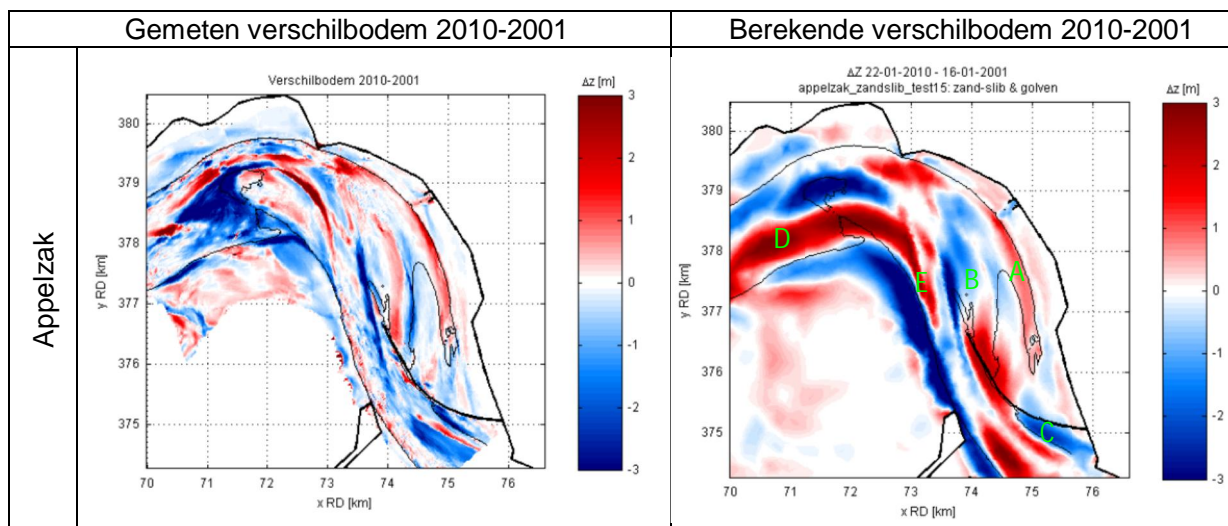 Gemeten verschilbodem 2010-2001
Berekende verschilbodem 2010-2001
Appelzak
Verschilbodem 2010-2001
Δz [m]
3
2
1
0
-1
-2
-3
380
379
378
377
376
375
y RD [km]
70 71 72 73 74 75 76
x RD [km]
ΔZ 22-01-2010 - 16-01-2001
appelzak_zandslib_test15: zand-slib & golven
Δz [m]
3
2
1
0
-1
-2
-3
380
379
378
377
376
375
y RD [km]
D
E
B
A
C
70 71 72 73 74 75 76
x RD [km]